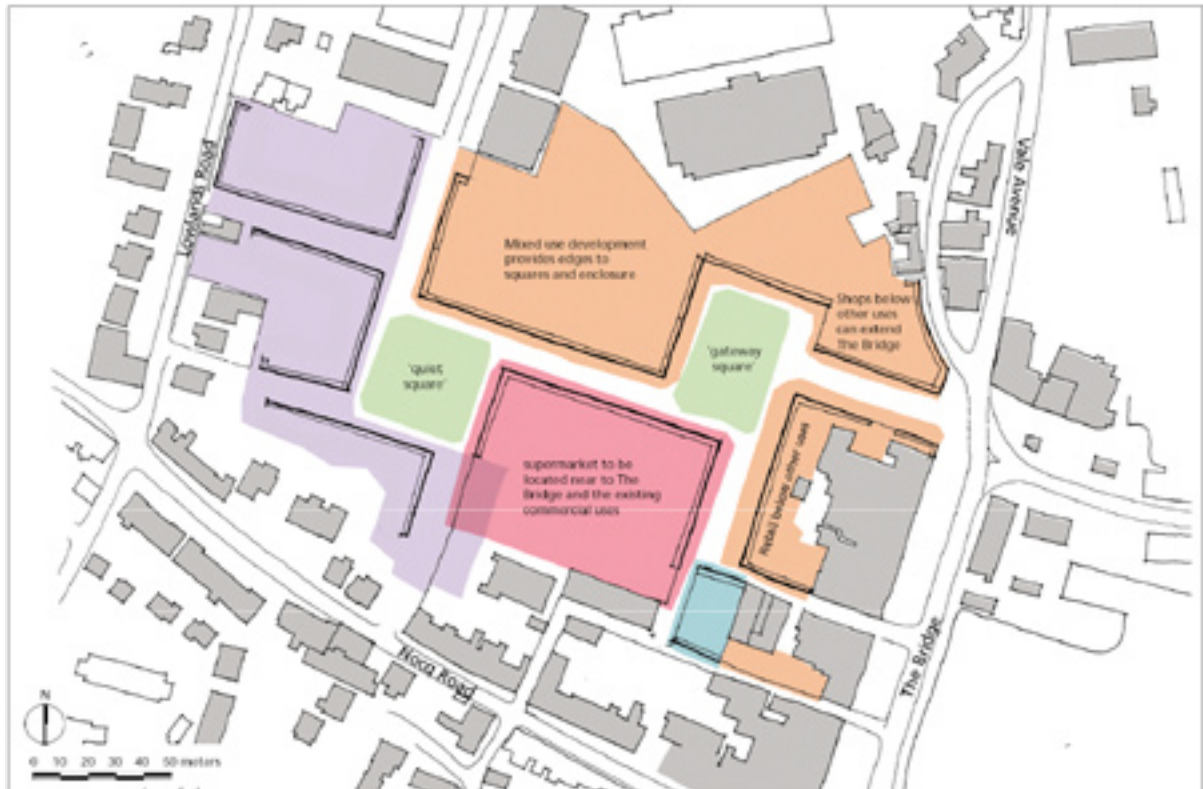 Lowlands Road
Vale Avenue
Mixed use development
provides edges to
squares and enclosure
Shops below
other uses
can extend
The Bridge
'quiet
square'
'gateway
square'
supermarket to be
located near to The
Bridge and the existing
commercial uses
Retail below other uses
The Bridge
Road
N
0 10 20 30 40 50 meters